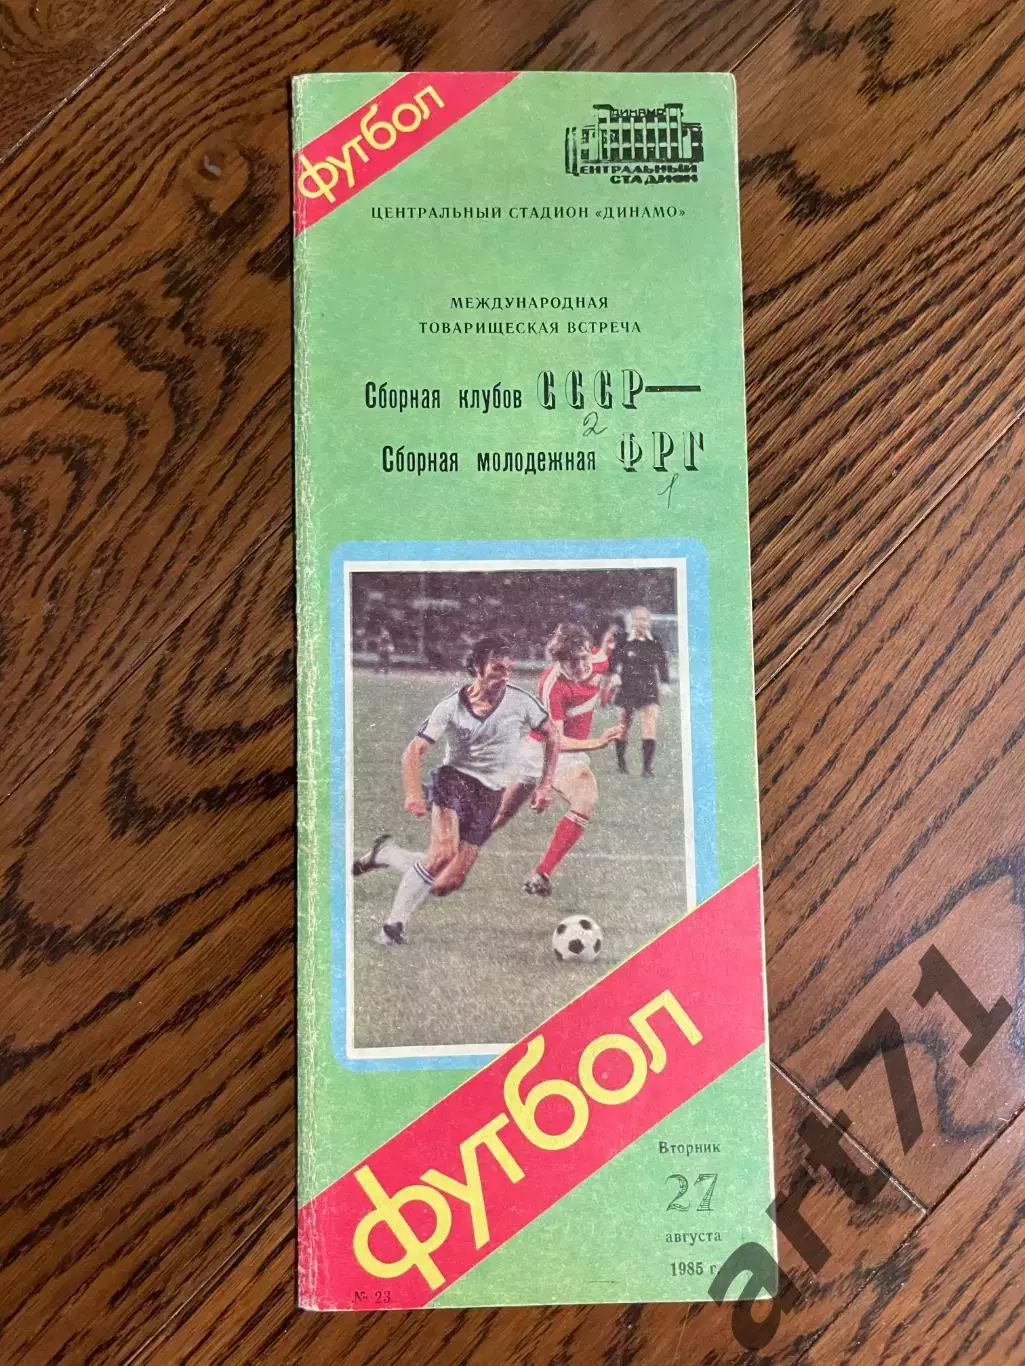 футбол
ДИНАМО
ЦЕНТРАЛЬНЫЙ
СТАДИОН
ЦЕНТРАЛЬНЫЙ СТАДИОН «ДИНАМО»
МЕЖДУНАРОДНАЯ
ТОВАРИЩЕСКАЯ ВСТРЕЧА
Сборная клубов СССР—
2
Сборная молодежная ФРГ
1
футбол
Вторник
27
августа
1985 г.
№ 23
art71